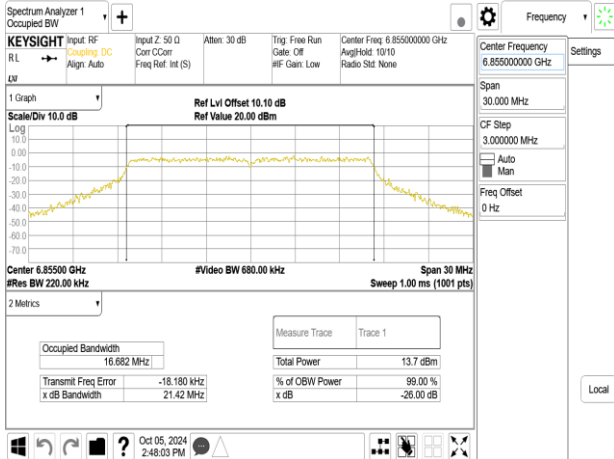 Spectrum Analyzer 1
Occupied BW
Frequency
KEYSIGHT
RL
LXI
Input: RF
Coupling: DC
Align: Auto
Input Z: 50 Ω
Corr CCorr
Freq Ref: Int (S)
Atten: 30 dB
Trig: Free Run
Gate: Off
#IF Gain: Low
Center Freq: 6.855000000 GHz
Avg|Hold: 10/10
Radio Std: None
Center Frequency
6.855000000 GHz
Settings
Span
30.000 MHz
CF Step
3.000000 MHz
Auto
Man
Freq Offset
0 Hz
Local
1 Graph
Scale/Div 10.0 dB
Ref Lvl Offset 10.10 dB
Ref Value 20.00 dBm
Log
10.0
0.00
-10.0
-20.0
-30.0
-40.0
-50.0
-60.0
-70.0
Center 6.85500 GHz
#Video BW 680.00 kHz
Span 30 MHz
#Res BW 220.00 kHz
Sweep 1.00 ms (1001 pts)
2 Metrics
Measure Trace
Trace 1
Occupied Bandwidth
16.682 MHz
Total Power
13.7 dBm
Transmit Freq Error
-18.180 kHz
% of OBW Power
99.00 %
x dB Bandwidth
21.42 MHz
x dB
-26.00 dB
?
Oct 05, 2024
2:48:03 PM